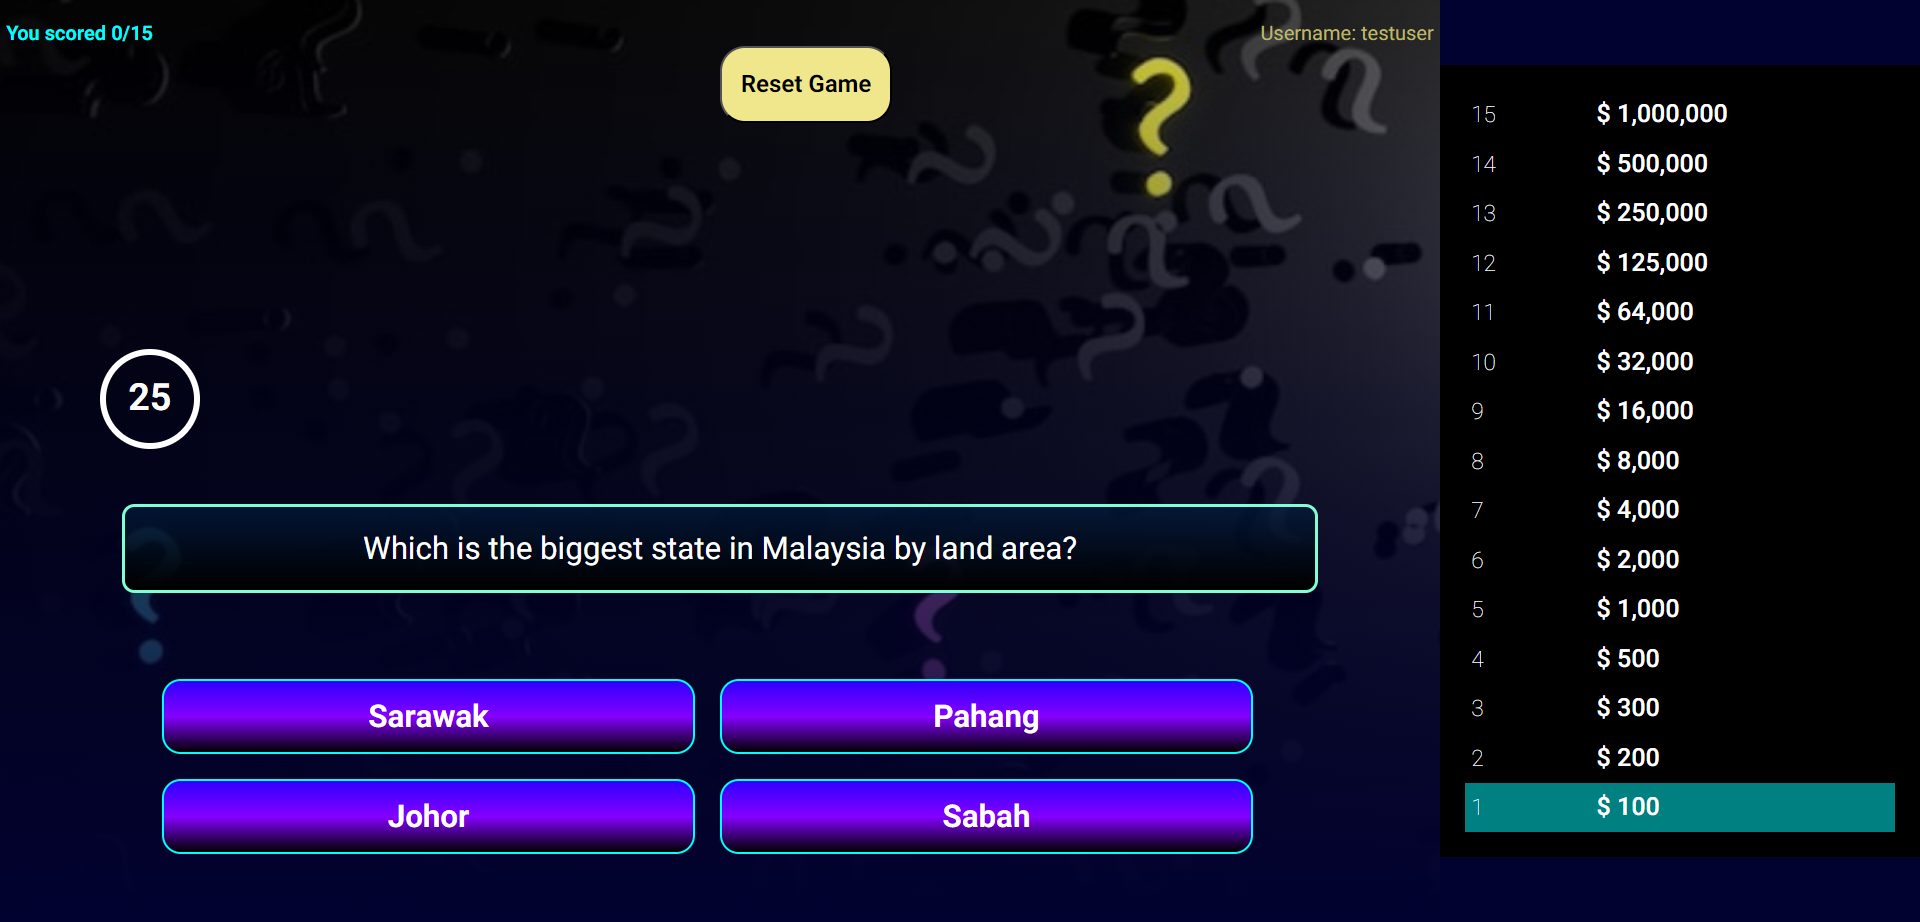 You scored 0/15
Username: testuser
Reset Game
25
Which is the biggest state in Malaysia by land area?
Sarawak
Pahang
Johor
Sabah
15 $ 1,000,000
14 $ 500,000
13 $ 250,000
12 $ 125,000
11 $ 64,000
10 $ 32,000
9 $ 16,000
8 $ 8,000
7 $ 4,000
6 $ 2,000
5 $ 1,000
4 $ 500
3 $ 300
2 $ 200
1 $ 100